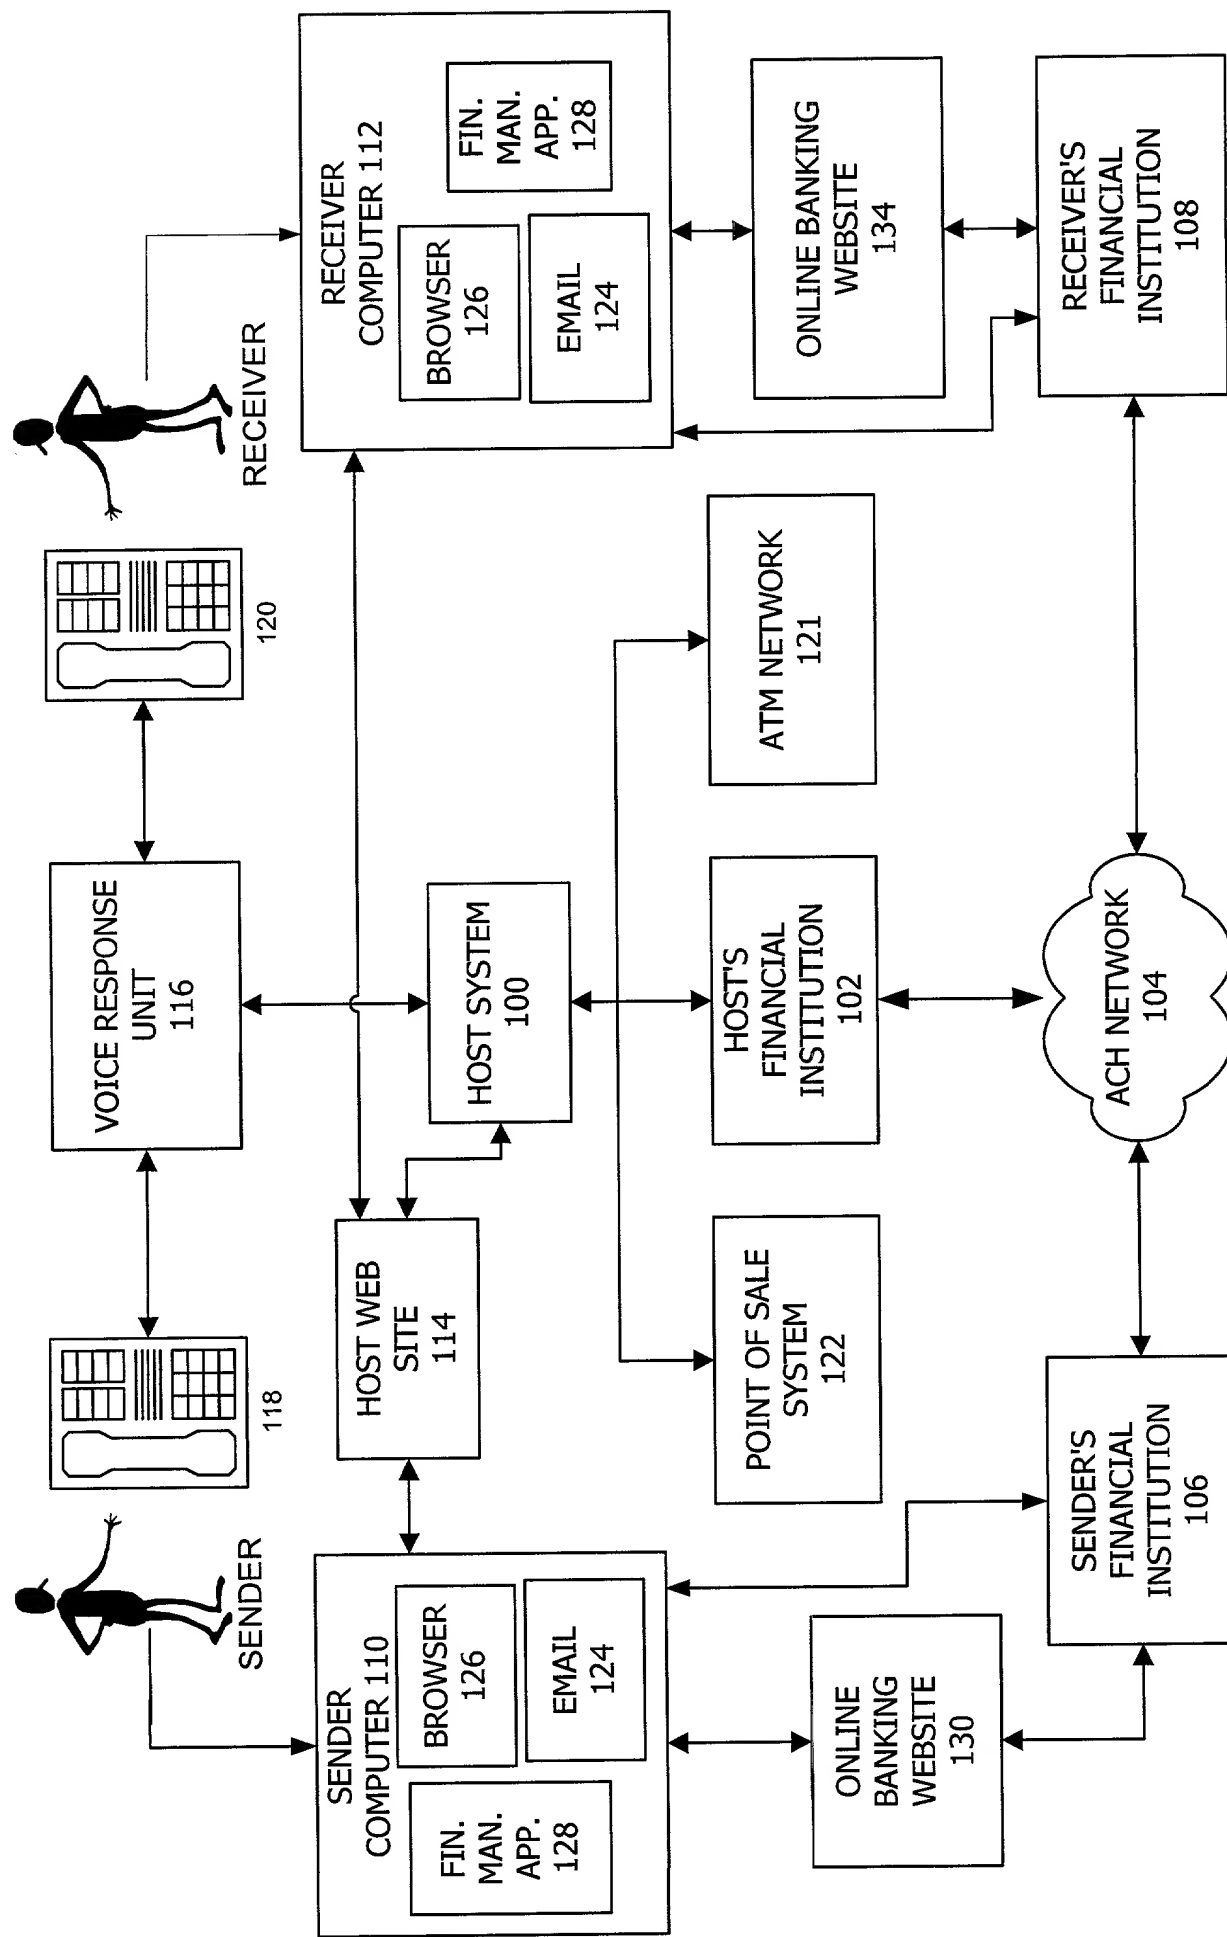 SENDER
118
VOICE RESPONSE
UNIT
116
120
RECEIVER
SENDER
COMPUTER 110
FIN.
MAN.
APP.
128
BROWSER
126
EMAIL
124
HOST WEB
SITE
114
HOST SYSTEM
100
RECEIVER
COMPUTER 112
BROWSER
126
EMAIL
124
FIN.
MAN.
APP.
128
ONLINE
BANKING
WEBSITE
130
POINT OF SALE
SYSTEM
122
HOST'S
FINANCIAL
INSTITUTION
102
ATM NETWORK
121
ONLINE BANKING
WEBSITE
134
SENDER'S
FINANCIAL
INSTITUTION
106
ACH NETWORK
104
RECEIVER'S
FINANCIAL
INSTITUTION
108